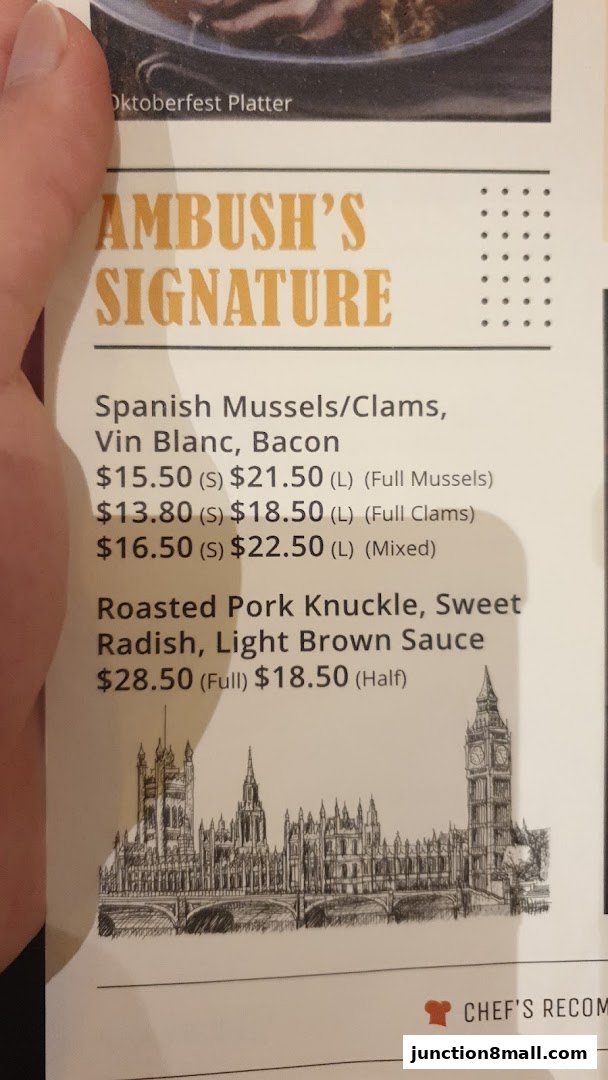 Oktoberfest Platter
AMBUSH'S
SIGNATURE
Spanish Mussels/Clams,
Vin Blanc, Bacon
$15.50 (S) $21.50 (L) (Full Mussels)
$13.80 (S) $18.50 (L) (Full Clams)
$16.50 (S) $22.50 (L) (Mixed)
Roasted Pork Knuckle, Sweet
Radish, Light Brown Sauce
$28.50 (Full) $18.50 (Half)
CHEF'S RECOM
junction8mall.com